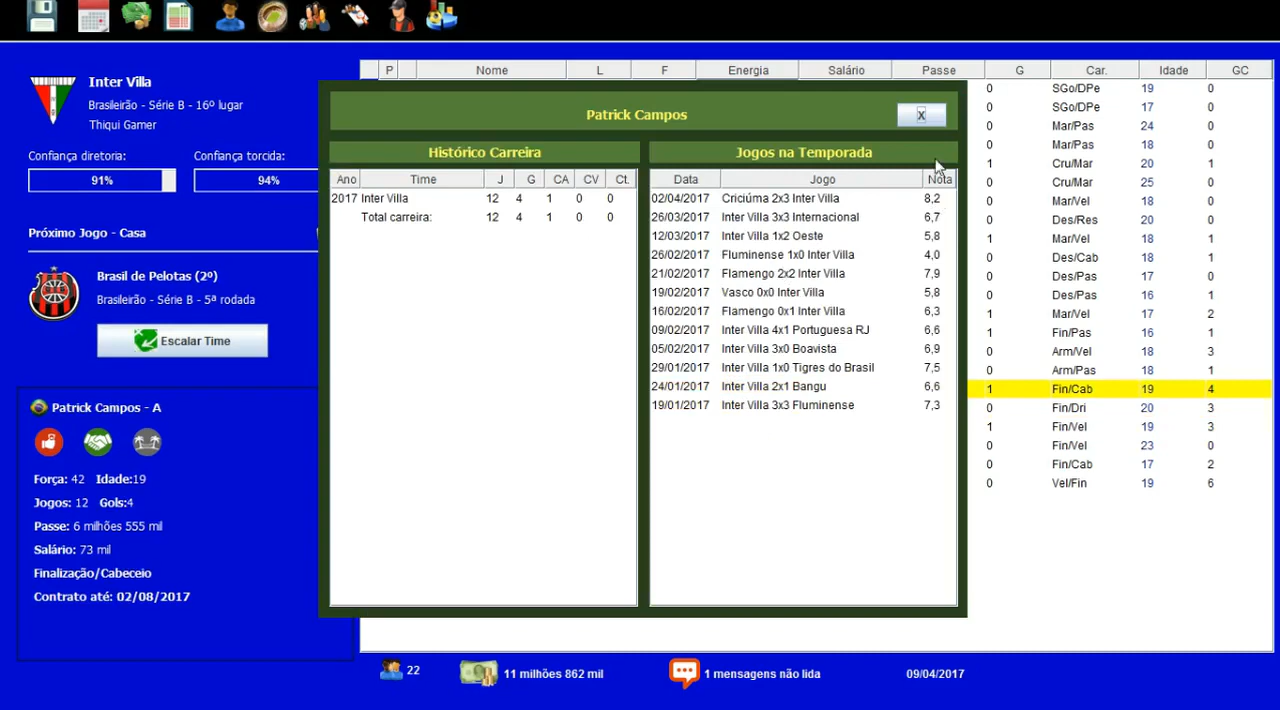 Inter Villa
Brasileirão - Série B - 16º lugar
Thiqui Gamer
Confiança diretoria: Confiança torcida:
91% 94%
Próximo Jogo - Casa
Brasil de Pelotas (2º)
Brasileirão - Série B - 5ª rodada
Escalar Time
Patrick Campos - A
Força: 42 Idade:19
Jogos: 12 Gols:4
Passe: 6 milhões 555 mil
Salário: 73 mil
Finalização/Cabeceio
Contrato até: 02/08/2017
P Nome L F Energia Salário Passe G Car. Idade GC
Patrick Campos X
Histórico Carreira
Ano Time J G CA CV Ct.
2017 Inter Villa 12 4 1 0 0
Total carreira: 12 4 1 0 0
Jogos na Temporada
Data Jogo Nota
02/04/2017 Criciúma 2x3 Inter Villa 8,2
26/03/2017 Inter Villa 3x3 Internacional 6,7
12/03/2017 Inter Villa 1x2 Oeste 5,8
26/02/2017 Fluminense 1x0 Inter Villa 4,0
21/02/2017 Flamengo 2x2 Inter Villa 7,9
19/02/2017 Vasco 0x0 Inter Villa 5,8
16/02/2017 Flamengo 0x1 Inter Villa 6,3
09/02/2017 Inter Villa 4x1 Portuguesa RJ 6,6
05/02/2017 Inter Villa 3x0 Boavista 6,9
29/01/2017 Inter Villa 1x0 Tigres do Brasil 7,5
24/01/2017 Inter Villa 2x1 Bangu 6,6
19/01/2017 Inter Villa 3x3 Fluminense 7,3
0 SGo/DPe 19 0
0 SGo/DPe 17 0
0 Mar/Pas 24 0
0 Mar/Pas 18 0
1 Cru/Mar 20 1
0 Cru/Mar 25 0
0 Mar/Vel 18 0
0 Des/Res 20 0
1 Mar/Vel 18 1
0 Des/Cab 18 1
0 Des/Pas 17 0
0 Des/Pas 16 1
1 Mar/Vel 17 2
1 Fin/Pas 16 1
0 Arm/Vel 18 3
0 Arm/Pas 18 1
1 Fin/Cab 19 4
0 Fin/Dri 20 3
1 Fin/Vel 19 3
0 Fin/Vel 23 0
0 Fin/Cab 17 2
0 Vel/Fin 19 6
22 11 milhões 862 mil 1 mensagens não lida 09/04/2017